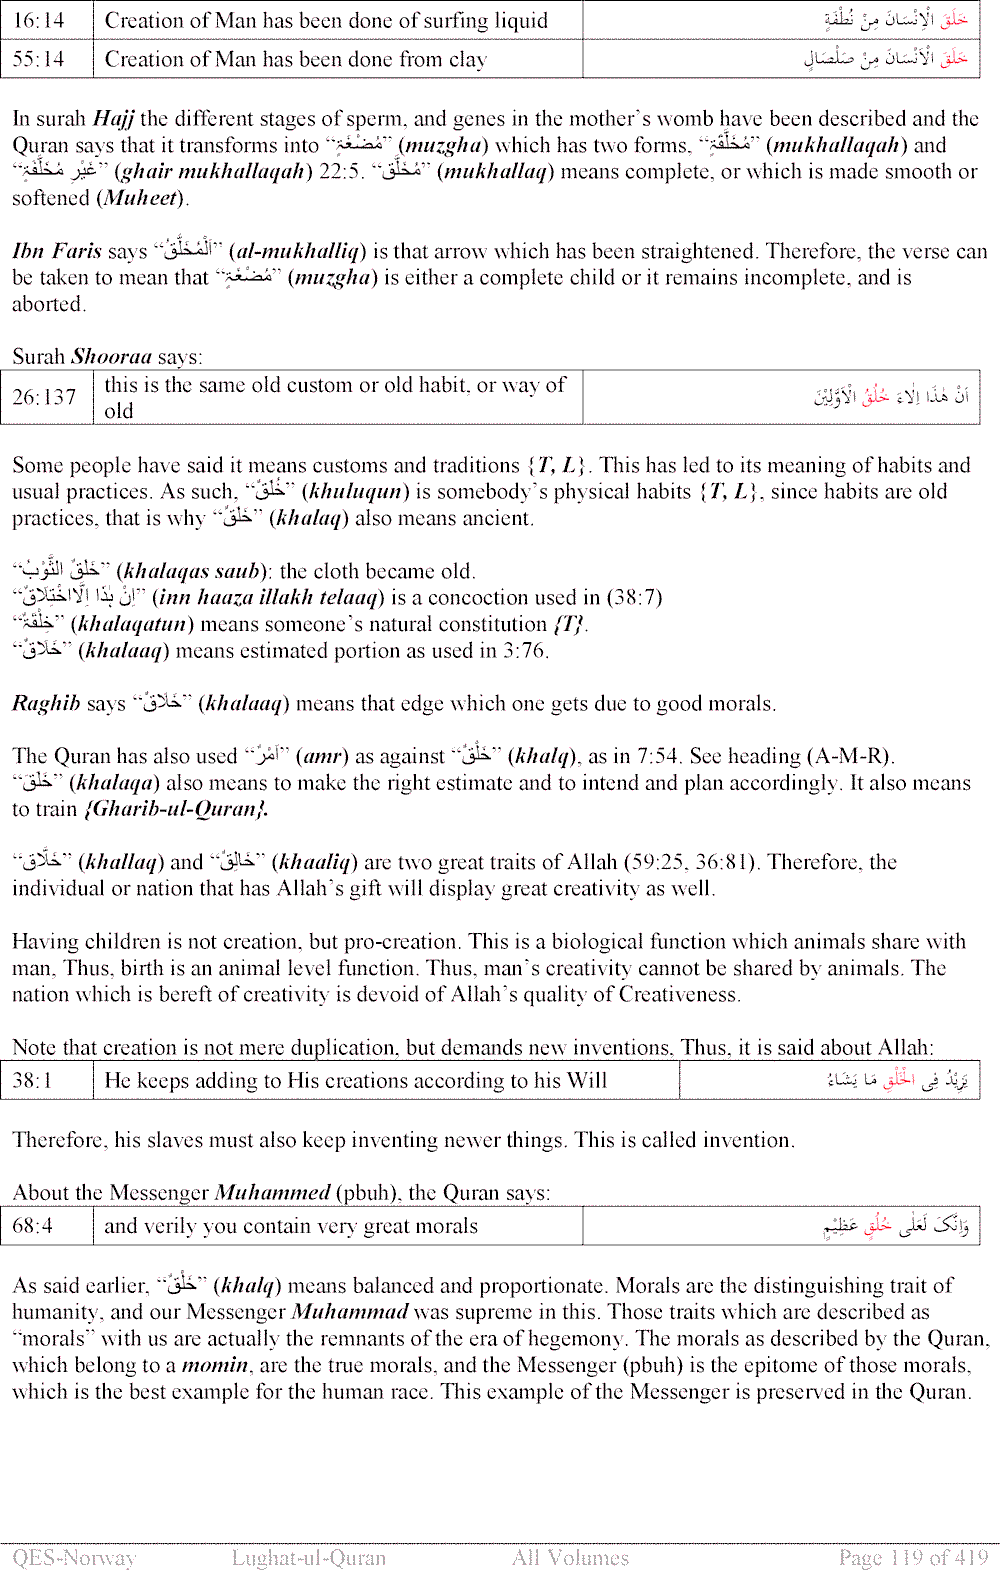 16:14 Creation of Man has been done of surfing liquid خَلَقَ الْاِنْسَانَ مِنْ نُطْفَةٍ
55:14 Creation of Man has been done from clay خَلَقَ الْاَنْسَانَ مِنْ صَلْصَالٍ
In surah Hajj the different stages of sperm, and genes in the mother's womb have been described and the
Quran says that it transforms into “مُضْغَۃٍ” (muzgha) which has two forms, “مُخَلَّقَۃٍ” (mukhallaqah) and
“غَیْرِ مُخَلَّقَۃٍ” (ghair mukhallaqah) 22:5. “مُخَلَّق” (mukhallaq) means complete, or which is made smooth or
softened (Muheet).
Ibn Faris says “اَلْمُخَلَّقُ” (al-mukhalliq) is that arrow which has been straightened. Therefore, the verse can
be taken to mean that “مُضْغَۃٍ” (muzgha) is either a complete child or it remains incomplete, and is
aborted.
Surah Shooraa says:
26:137 this is the same old custom or old habit, or way of
old اَنْ ھٰذَا اِلاَّءَ خُلُقُ الْاَوَّلِیْنَ
Some people have said it means customs and traditions {T, L}. This has led to its meaning of habits and
usual practices. As such, “خُلُقٌ” (khuluqun) is somebody's physical habits {T, L}, since habits are old
practices, that is why “خَلَقٌ” (khalaq) also means ancient.
“خَلَقٌ الثَّوْبُ” (khalaqas saub): the cloth became old.
“اِنْ ہٰذَا اِلَّااخْتِلَاقٌ” (inn haaza illakh telaaq) is a concoction used in (38:7)
“خِلْقَۃٌ” (khalaqatun) means someone's natural constitution {T}.
“خَلَاقٌ” (khalaaq) means estimated portion as used in 3:76.
Raghib says “خَلَاقٌ” (khalaaq) means that edge which one gets due to good morals.
The Quran has also used “اَمْرٌ” (amr) as against “خَلْقٌ” (khalq), as in 7:54. See heading (A-M-R).
“خَلَقَ” (khalaqa) also means to make the right estimate and to intend and plan accordingly. It also means
to train {Gharib-ul-Quran}.
“خَلَّاق” (khallaq) and “خَالِقٌ” (khaaliq) are two great traits of Allah (59:25, 36:81). Therefore, the
individual or nation that has Allah's gift will display great creativity as well.
Having children is not creation, but pro-creation. This is a biological function which animals share with
man, Thus, birth is an animal level function. Thus, man's creativity cannot be shared by animals. The
nation which is bereft of creativity is devoid of Allah's quality of Creativeness.
Note that creation is not mere duplication, but demands new inventions, Thus, it is said about Allah:
38:1 He keeps adding to His creations according to his Will یَزِیْدُ فِی الْخَلْقِ مَا یَشَاءُ
Therefore, his slaves must also keep inventing newer things. This is called invention.
About the Messenger Muhammed (pbuh), the Quran says:
68:4 and verily you contain very great morals وَاِنَّکَ لَعَلٰی خُلُقٍ عَظِیْمٍ
As said earlier, “خَلْقٌ” (khalq) means balanced and proportionate. Morals are the distinguishing trait of
humanity, and our Messenger Muhammad was supreme in this. Those traits which are described as
“morals” with us are actually the remnants of the era of hegemony. The morals as described by the Quran,
which belong to a momin, are the true morals, and the Messenger (pbuh) is the epitome of those morals,
which is the best example for the human race. This example of the Messenger is preserved in the Quran.
QES-Norway Lughat-ul-Quran All Volumes Page 119 of 419